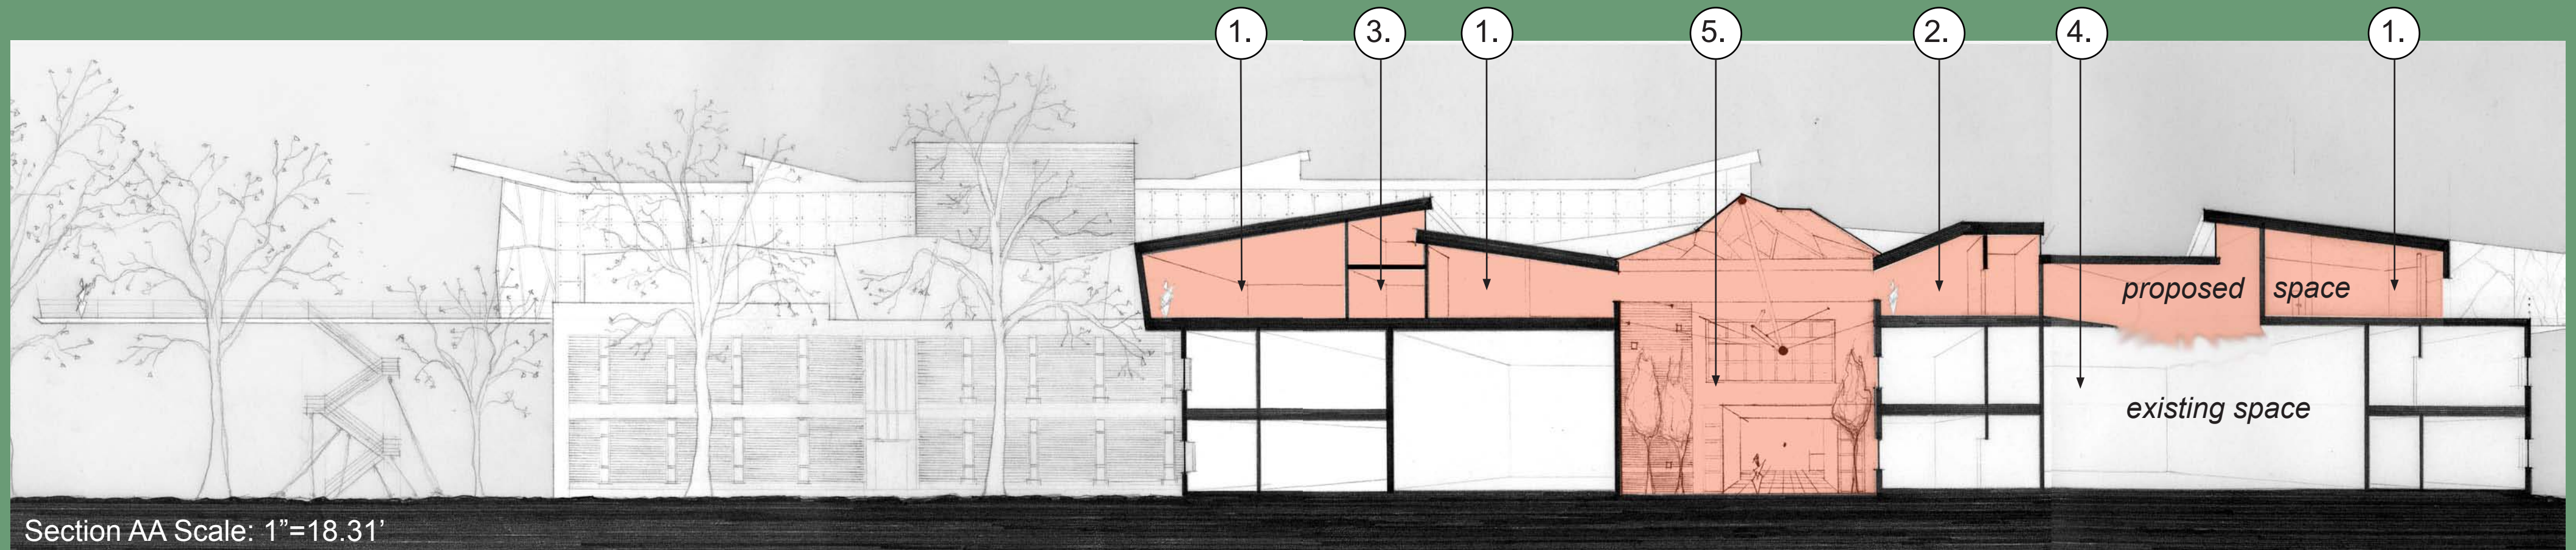 1.
3.
1.
5.
2.
4.
1.
proposed space
existing space
Section AA Scale: 1”=18.31’